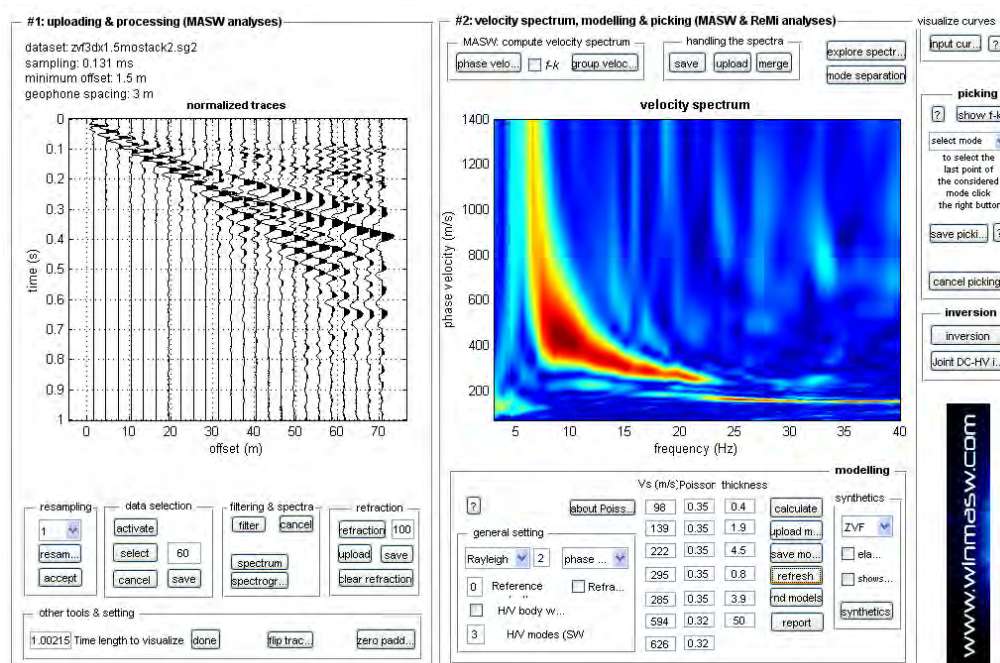 #1: uploading & processing (MASW analyses)
dataset: zvf3dx1.5mostack2.sg2
sampling: 0.131 ms
minimum offset: 1.5 m
geophone spacing: 3 m
normalized traces
0
0.1
0.2
0.3
0.4
0.5
0.6
0.7
0.8
0.9
1
time (s)
0 10 20 30 40 50 60 70
offset (m)
resampling
1
resam...
accept
data selection
activate
select 60
cancel save
filtering & spectra
filter cancel
spectrum
spectrogr...
refraction
refraction 100
upload save
clear refraction
other tools & setting
1.00215 Time length to visualize done flip trac... zero padd...
#2: velocity spectrum, modelling & picking (MASW & ReMi analyses)
MASW: compute velocity spectrum
phase velo... f-k group veloc...
handling the spectra
save upload merge
explore spectr...
mode separation
velocity spectrum
1400
1200
1000
800
600
400
200
phase velocity (m/s)
5 10 15 20 25 30 35 40
frequency (Hz)
modelling
? about Poiss...
general setting
Rayleigh 2 phase ...
0 Reference Refra...
H/V body w...
3 H/V modes (SW
Vs (m/s) Poisson thickness
98 0.35 0.4
139 0.35 1.9
222 0.35 4.5
295 0.35 0.8
285 0.35 3.9
594 0.32 50
626 0.32
calculate
upload m...
save mo...
refresh
rnd models
report
synthetics
ZVF
ela...
shows...
synthetics
visualize curves
input cur... ?
picking
? show f-k
select mode
to select the
last point of
the considered
mode click
the right button
save picki... ?
cancel picking
inversion
inversion
Joint DC-HV i...
www.winmasw.com